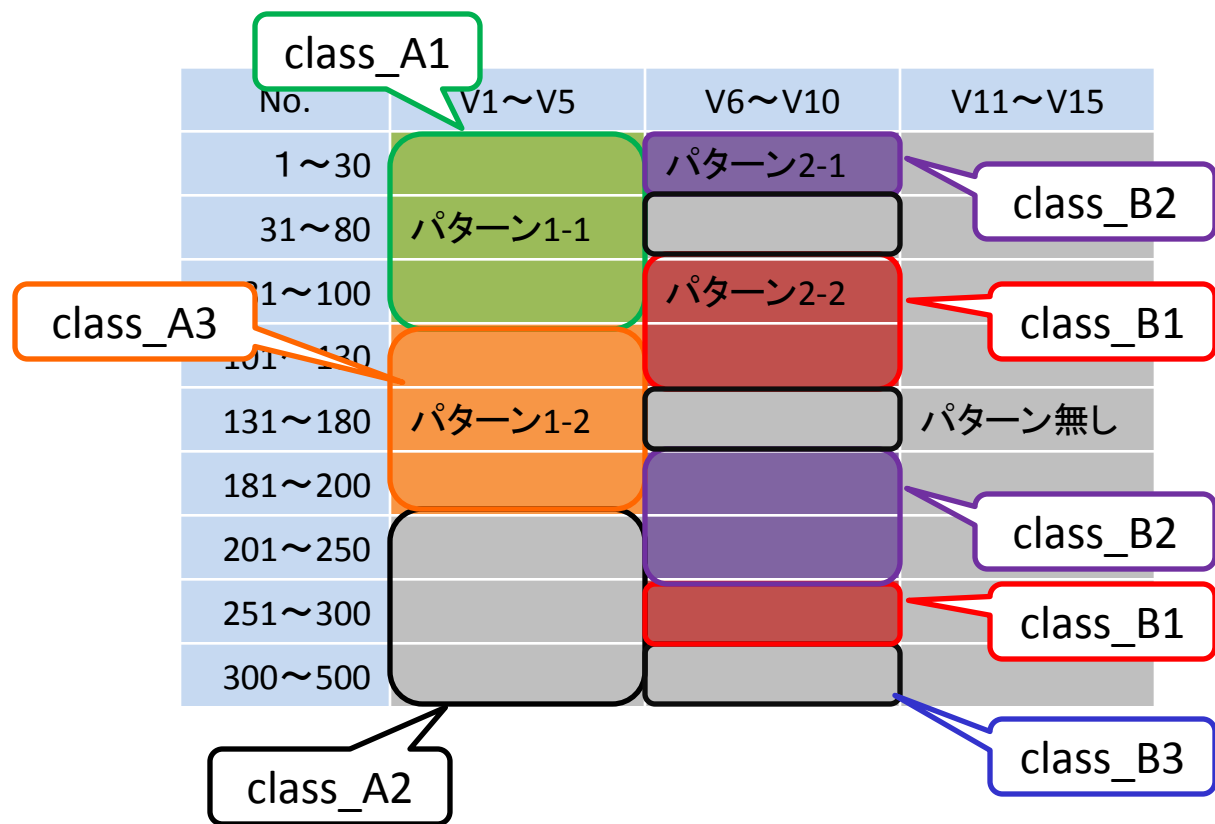 class_A1
No.
V1～V5
V6～V10
V11～V15
1～30
パターン2-1
class_B2
31～80
パターン1-1
1～100
パターン2-2
class_B1
class_A3
101～130
131～180
パターン1-2
パターン無し
181～200
class_B2
201～250
251～300
class_B1
300～500
class_B3
class_A2